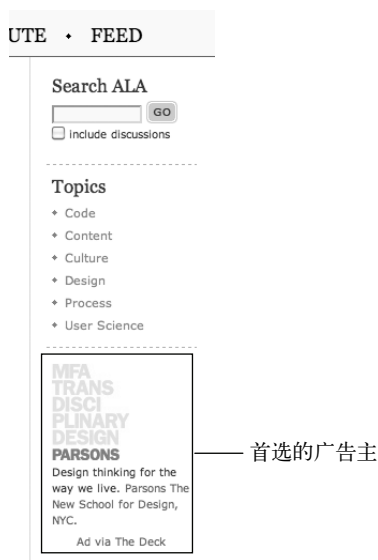 UTE • FEED
Search ALA
GO
include discussions
Topics
Code
Content
Culture
Design
Process
User Science
MFA
TRANS
DISCI
PLINARY
DESIGN
PARSONS
Design thinking for the
way we live. Parsons The
New School for Design,
NYC.
Ad via The Deck
首选的广告主